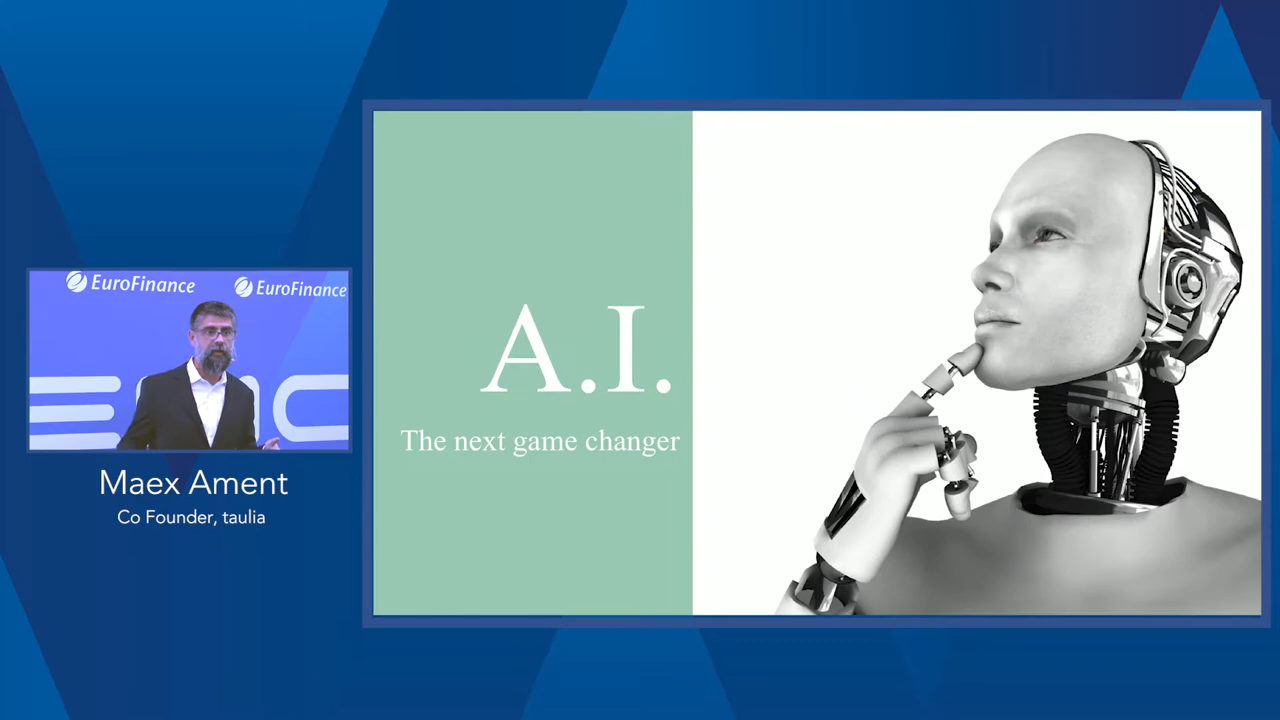 EuroFinance
EuroFinance
Maex Ament
Co Founder, taulia
A.I.
The next game changer